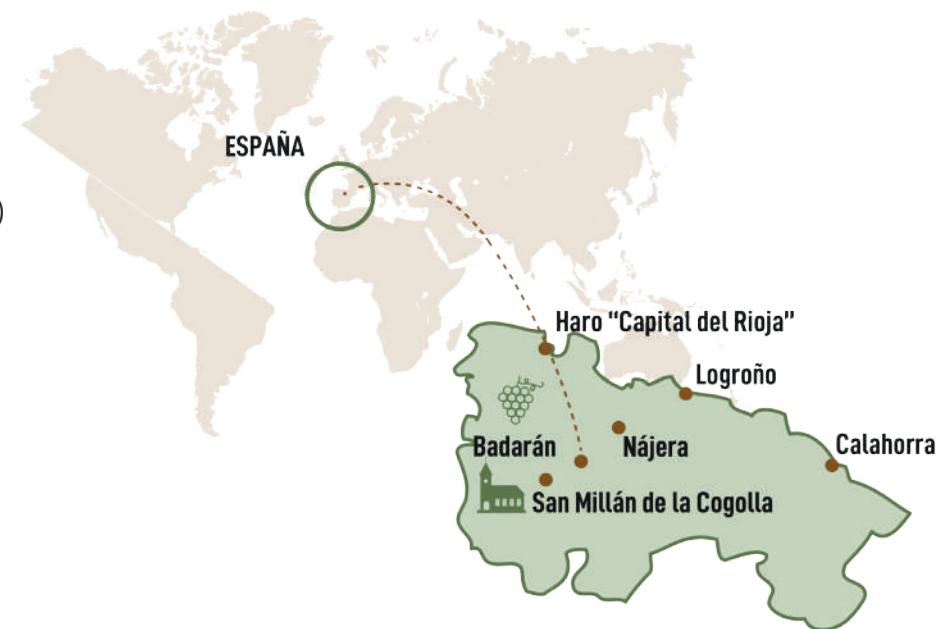 ESPAÑA
)
Haro "Capital del Rioja"
Logroño
Badarán
Nájera
Calahorra
San Millán de la Cogolla